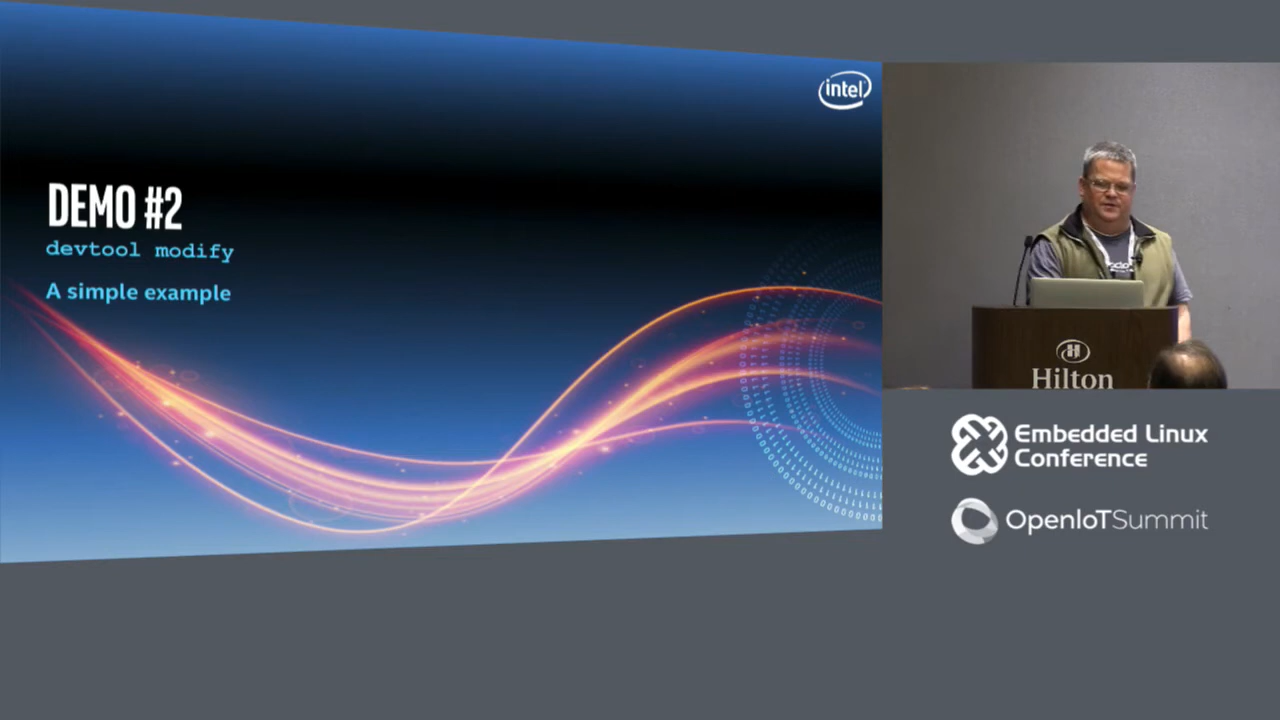 intel
DEMO #2
devtool modify
A simple example
Hilton
Embedded Linux
Conference
OpenIoTSummit